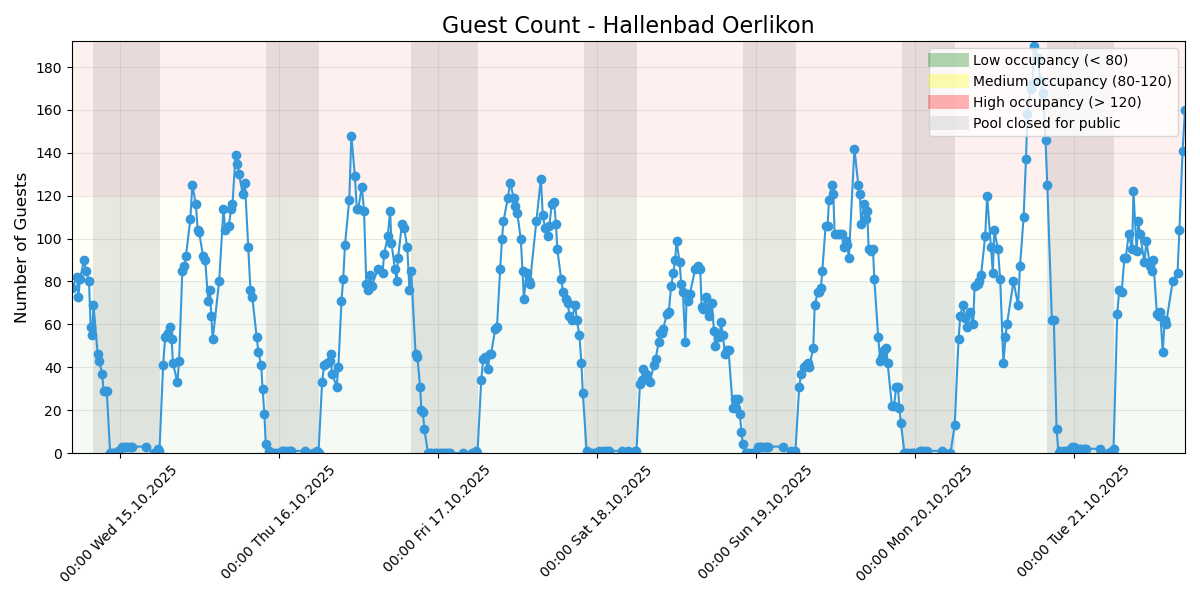 Guest Count - Hallenbad Oerlikon
Number of Guests
180
160
140
120
100
80
60
40
20
0
Low occupancy (< 80)
Medium occupancy (80-120)
High occupancy (> 120)
Pool closed for public
00:00 Wed 15.10.2025
00:00 Thu 16.10.2025
00:00 Fri 17.10.2025
00:00 Sat 18.10.2025
00:00 Sun 19.10.2025
00:00 Mon 20.10.2025
00:00 Tue 21.10.2025